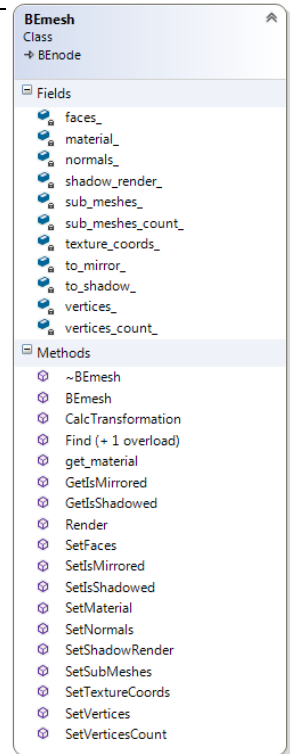 BEmesh
Class
BEnode
Fields
faces_
material_
normals_
shadow_render_
sub_meshes_
sub_meshes_count_
texture_coords_
to_mirror_
to_shadow_
vertices_
vertices_count_
Methods
~BEmesh
BEmesh
CalcTransformation
Find (+ 1 overload)
get_material
GetIsMirrored
GetIsShadowed
Render
SetFaces
SetIsMirrored
SetIsShadowed
SetMaterial
SetNormals
SetShadowRender
SetSubMeshes
SetTextureCoords
SetVertices
SetVerticesCount